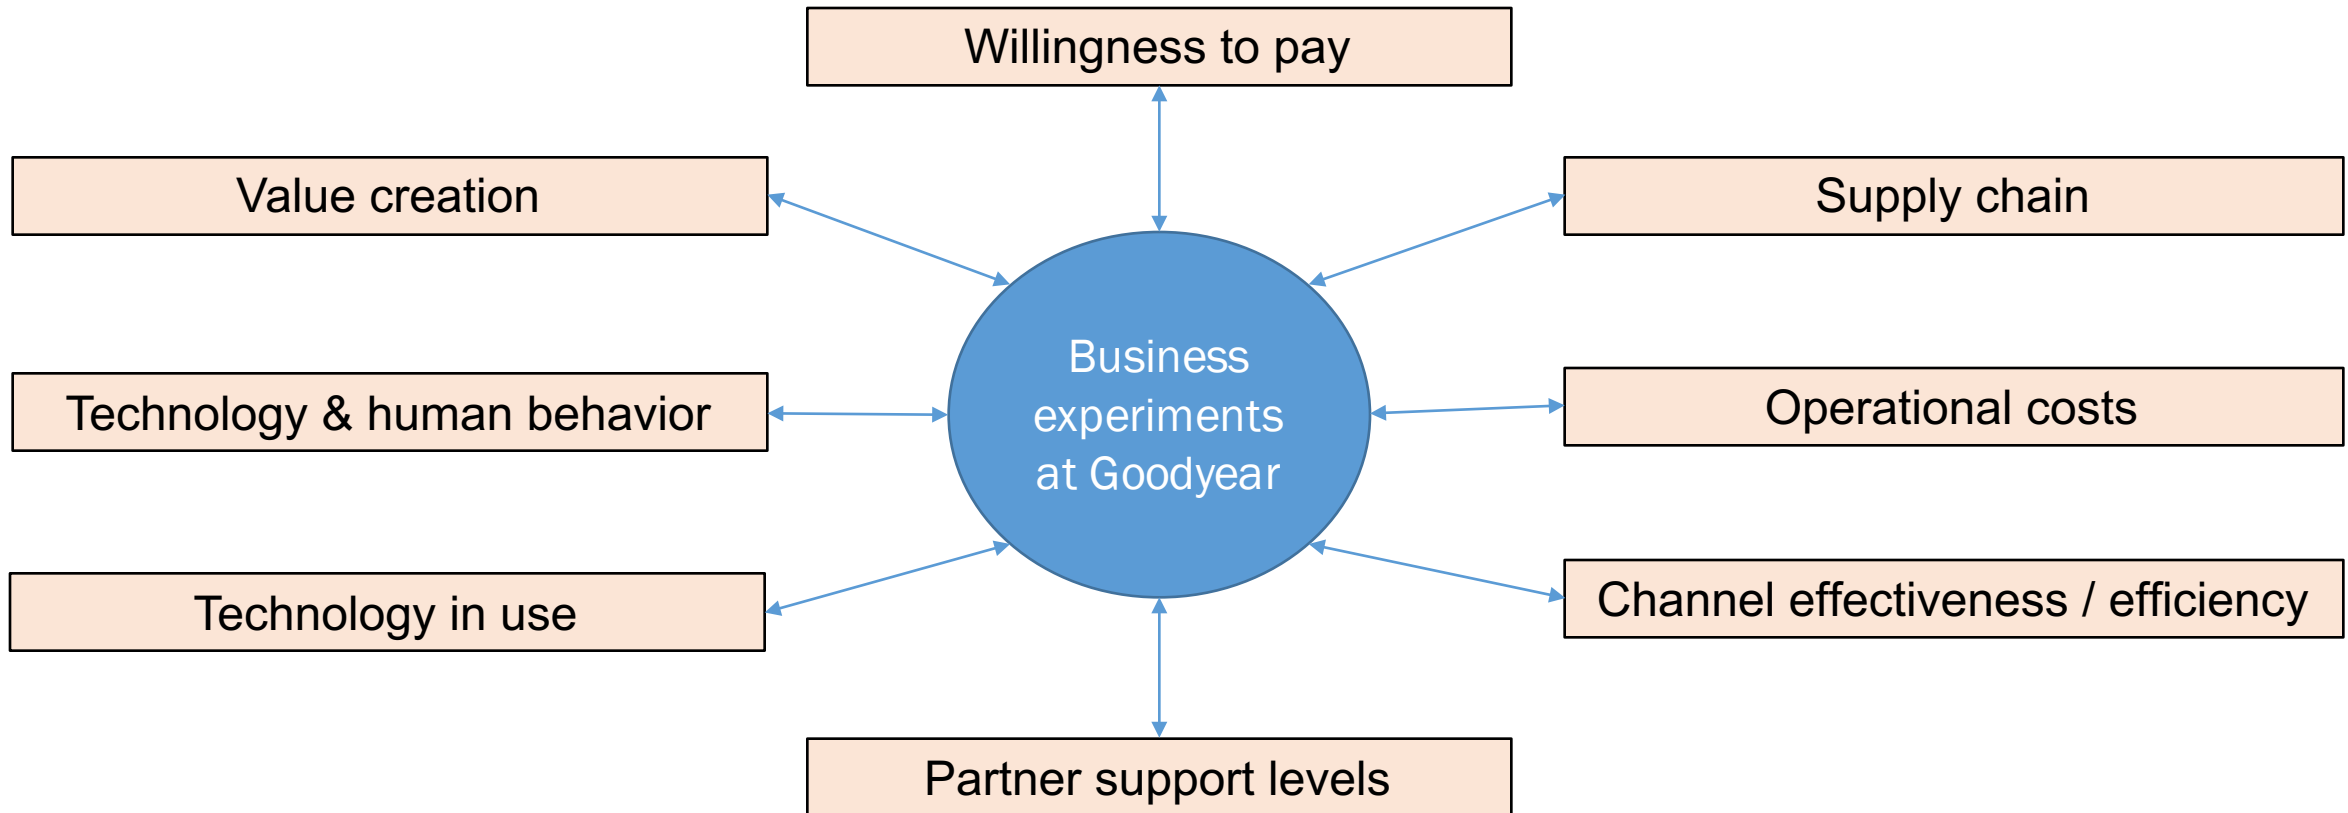 Willingness to pay
Value creation
Supply chain
Business
experiments
at Goodyear
Technology & human behavior
Operational costs
Technology in use
Channel effectiveness / efficiency
Partner support levels